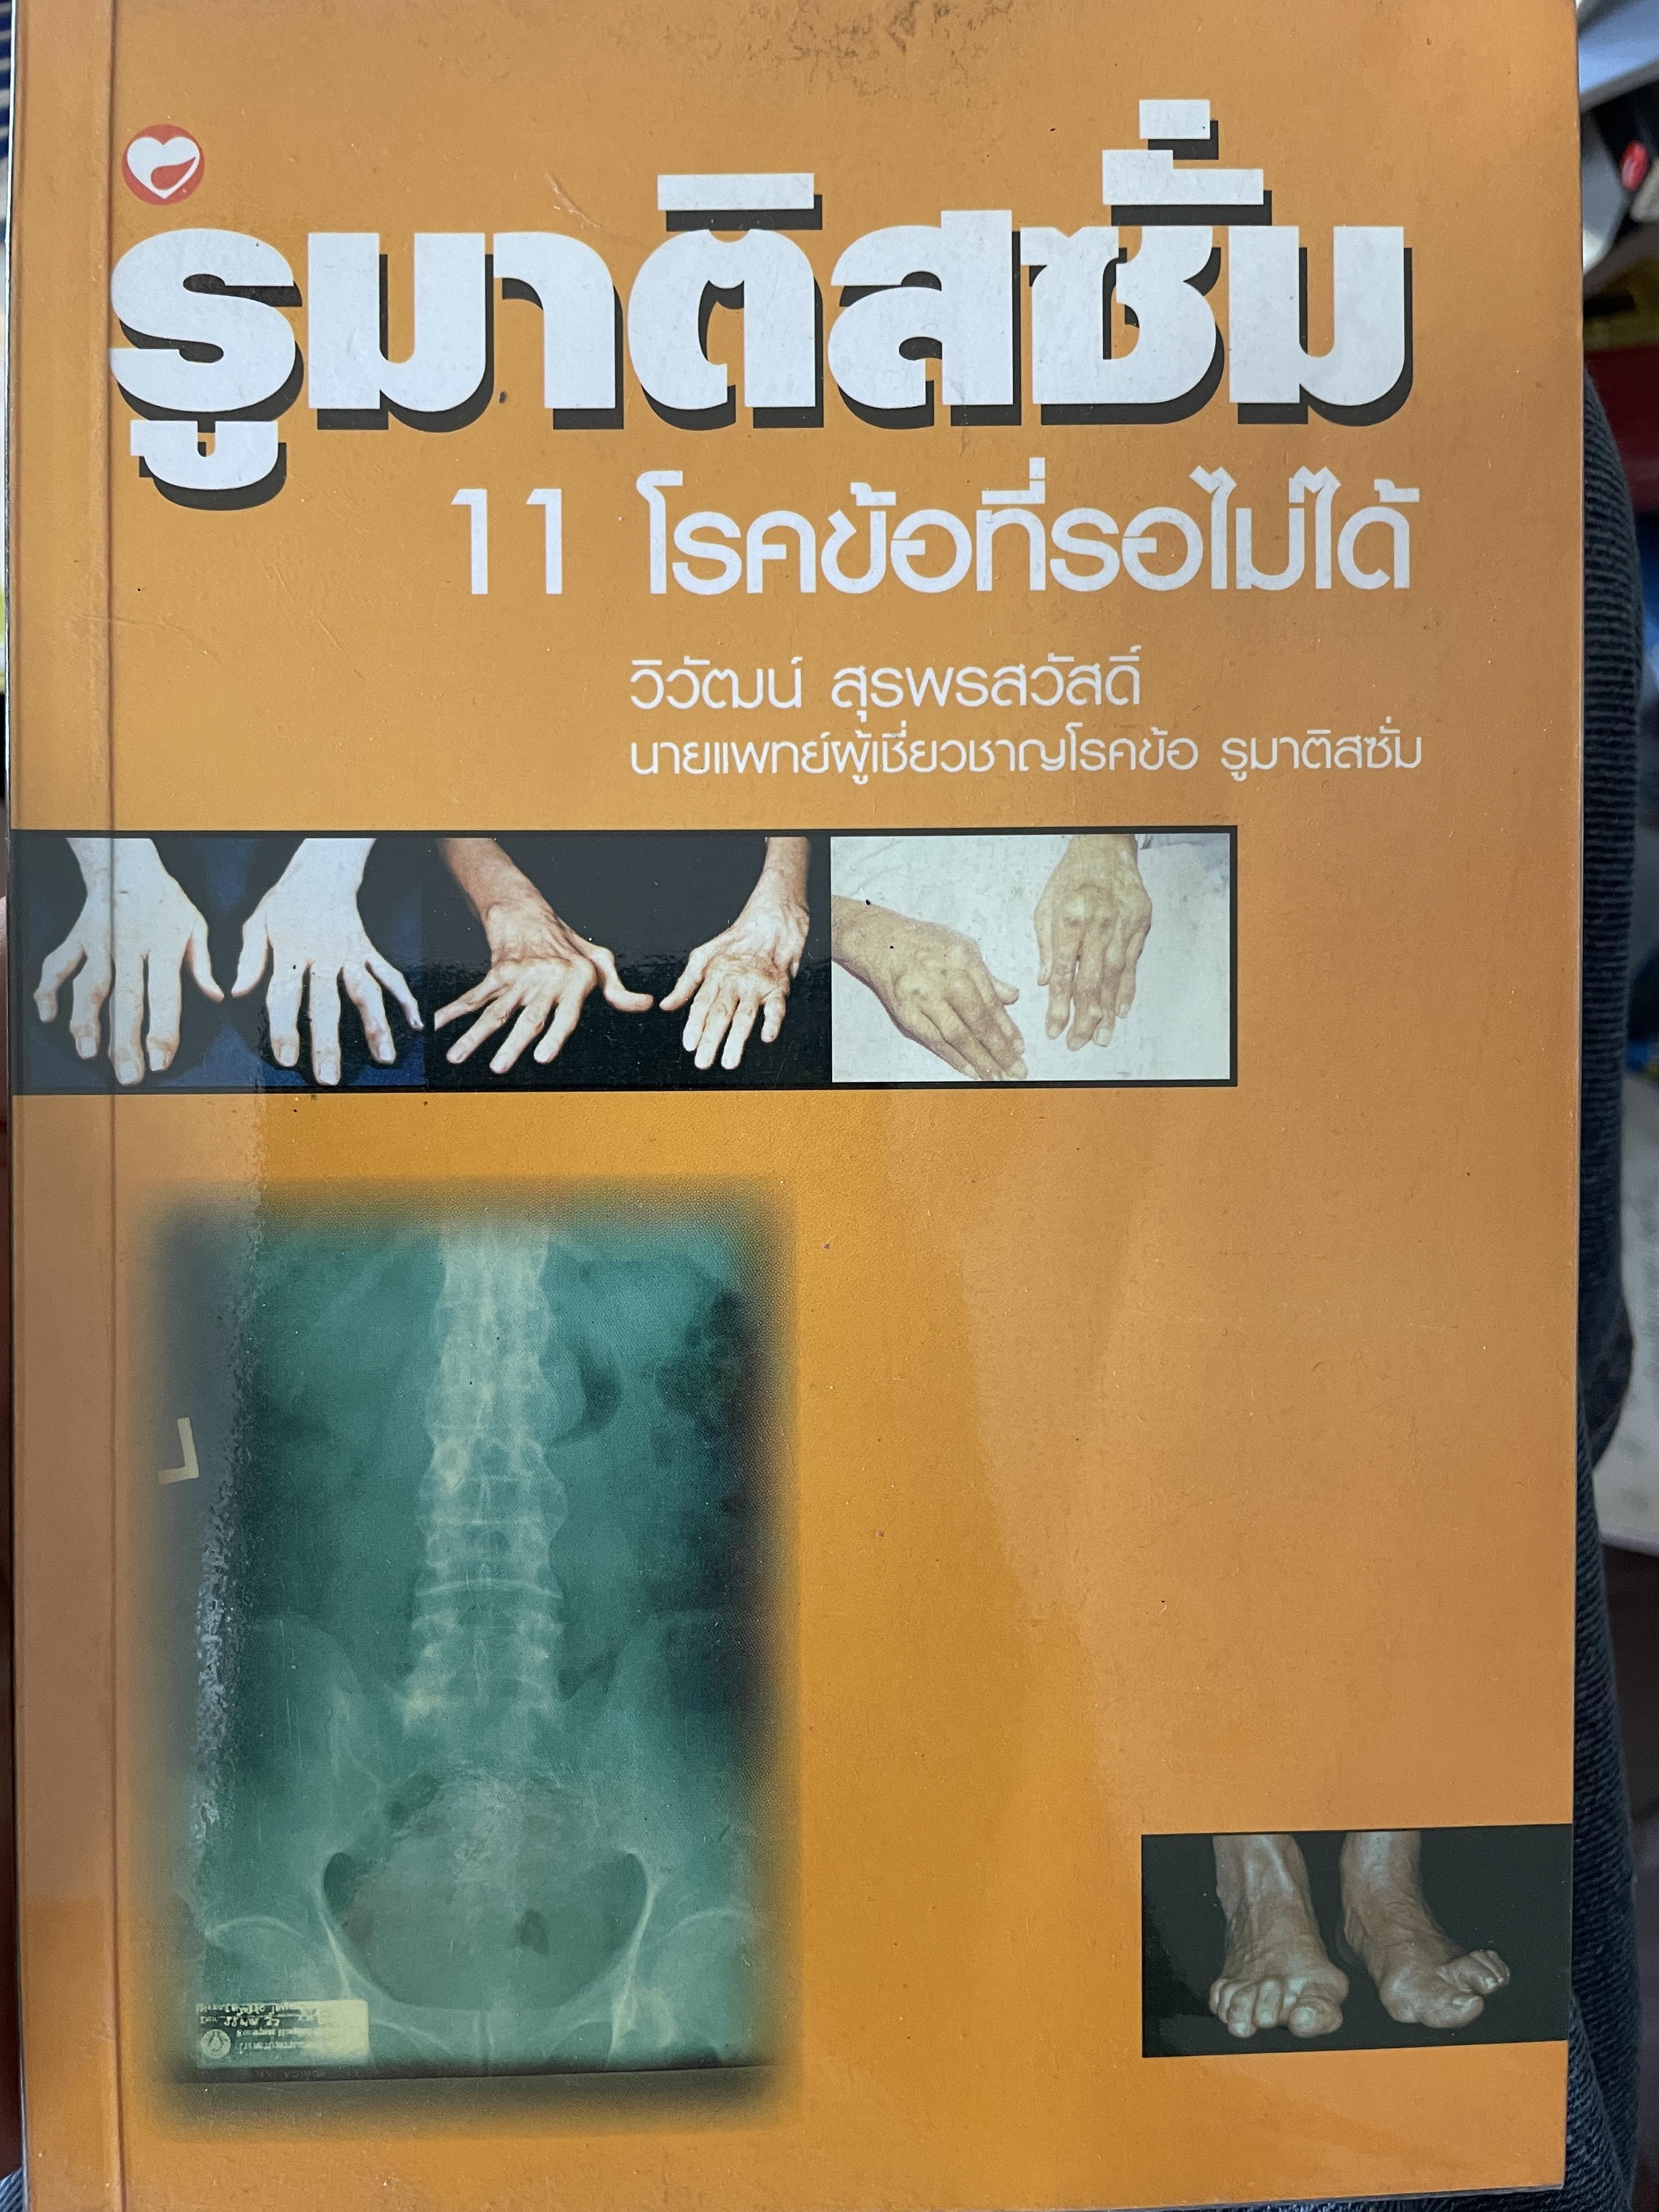 รูมาติสซั่ม
11 โรคข้อที่รอไม่ได้
วิวัฒน์ สุรพรสวัสดิ์
นายแพทย์ผู้เชี่ยวชาญโรคข้อ รูมาติสซั่ม
L